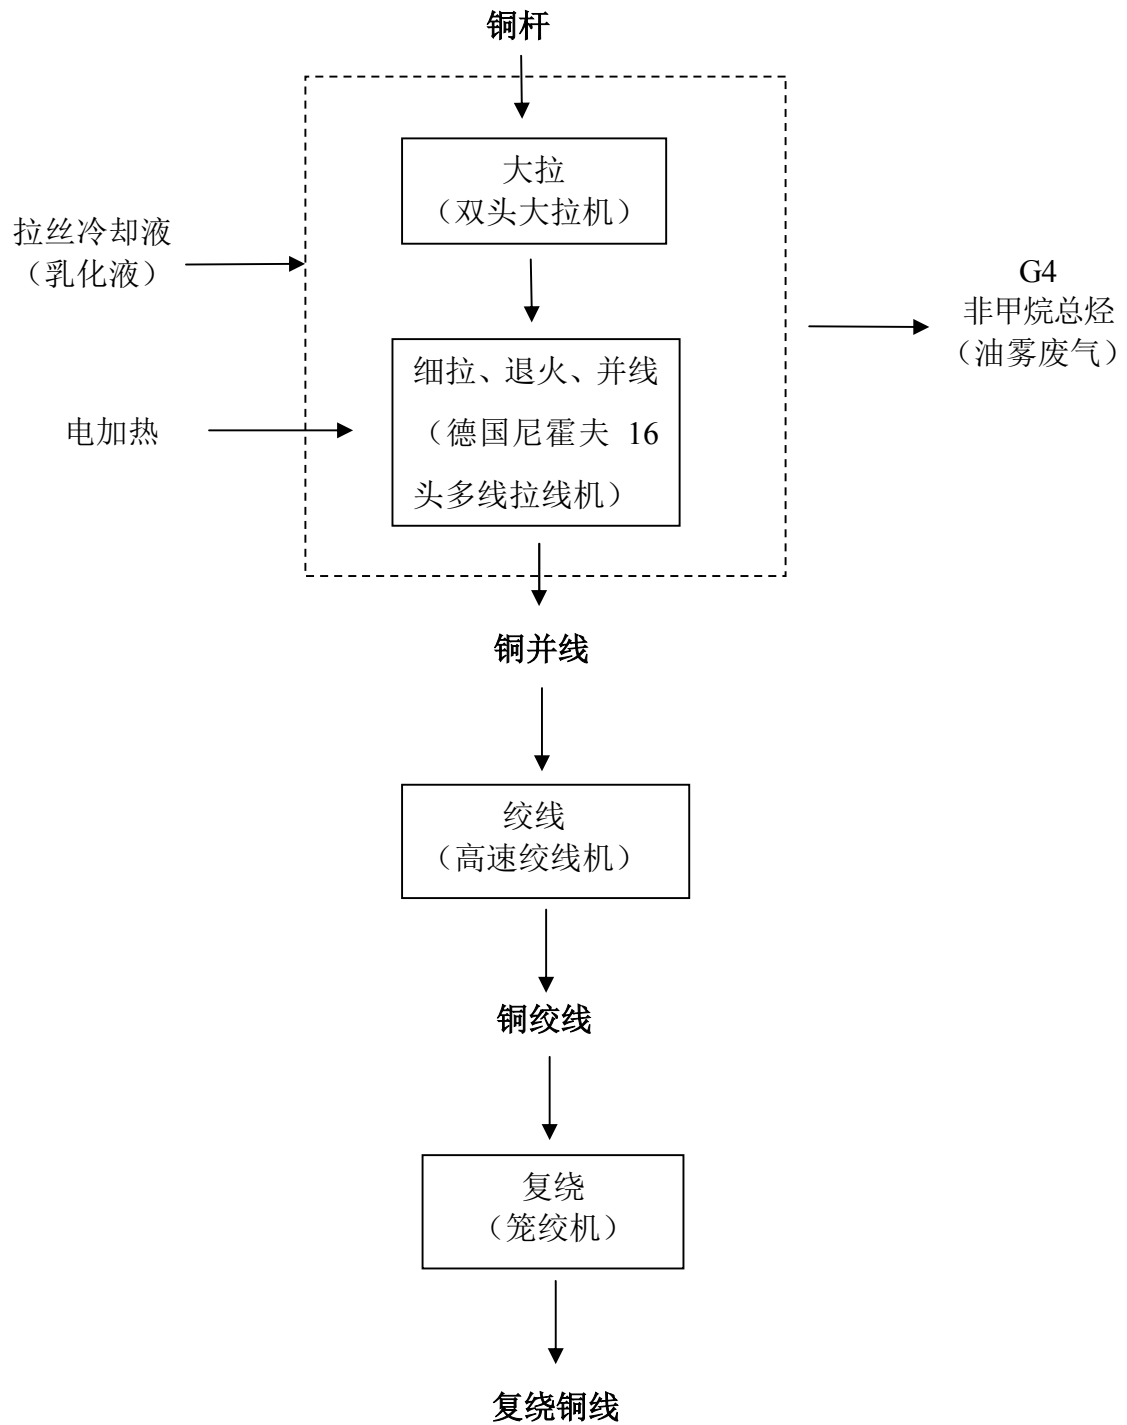 铜杆
大拉
（双头大拉机）
拉丝冷却液
（乳化液）
G4
非甲烷总烃
（油雾废气）
细拉、退火、并线
（德国尼霍夫 16
头多线拉线机）
电加热
铜并线
绞线
（高速绞线机）
铜绞线
复绕
（笼绞机）
复绕铜线